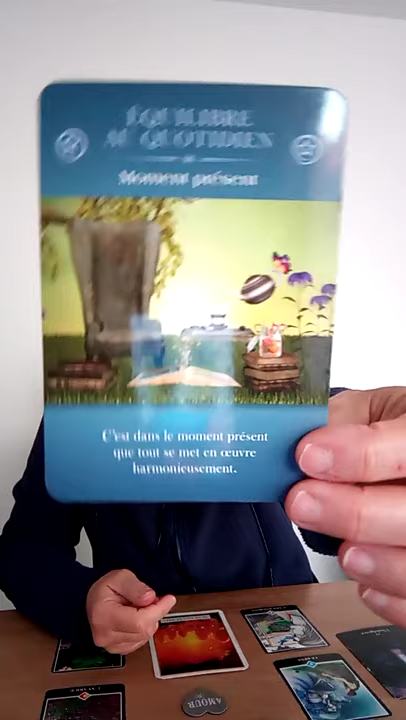 ÉQUILIBRE
AU QUOTIDIEN
Moment présent
C'est dans le moment présent
que tout se met en œuvre
harmonieusement.
AMOUR